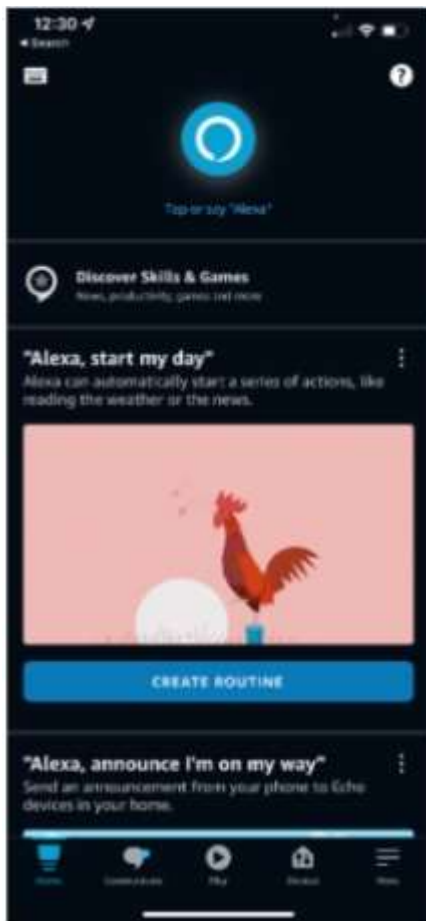 12:30
Search
?
Tap or say "Alexa"
Discover Skills & Games
News, productivity, games and more
"Alexa, start my day"
Alexa can automatically start a series of actions, like
reading the weather or the news.
CREATE ROUTINE
"Alexa, announce I'm on my way"
Send an announcement from your phone to Echo
devices in your home.
Home Communicate Play Devices More